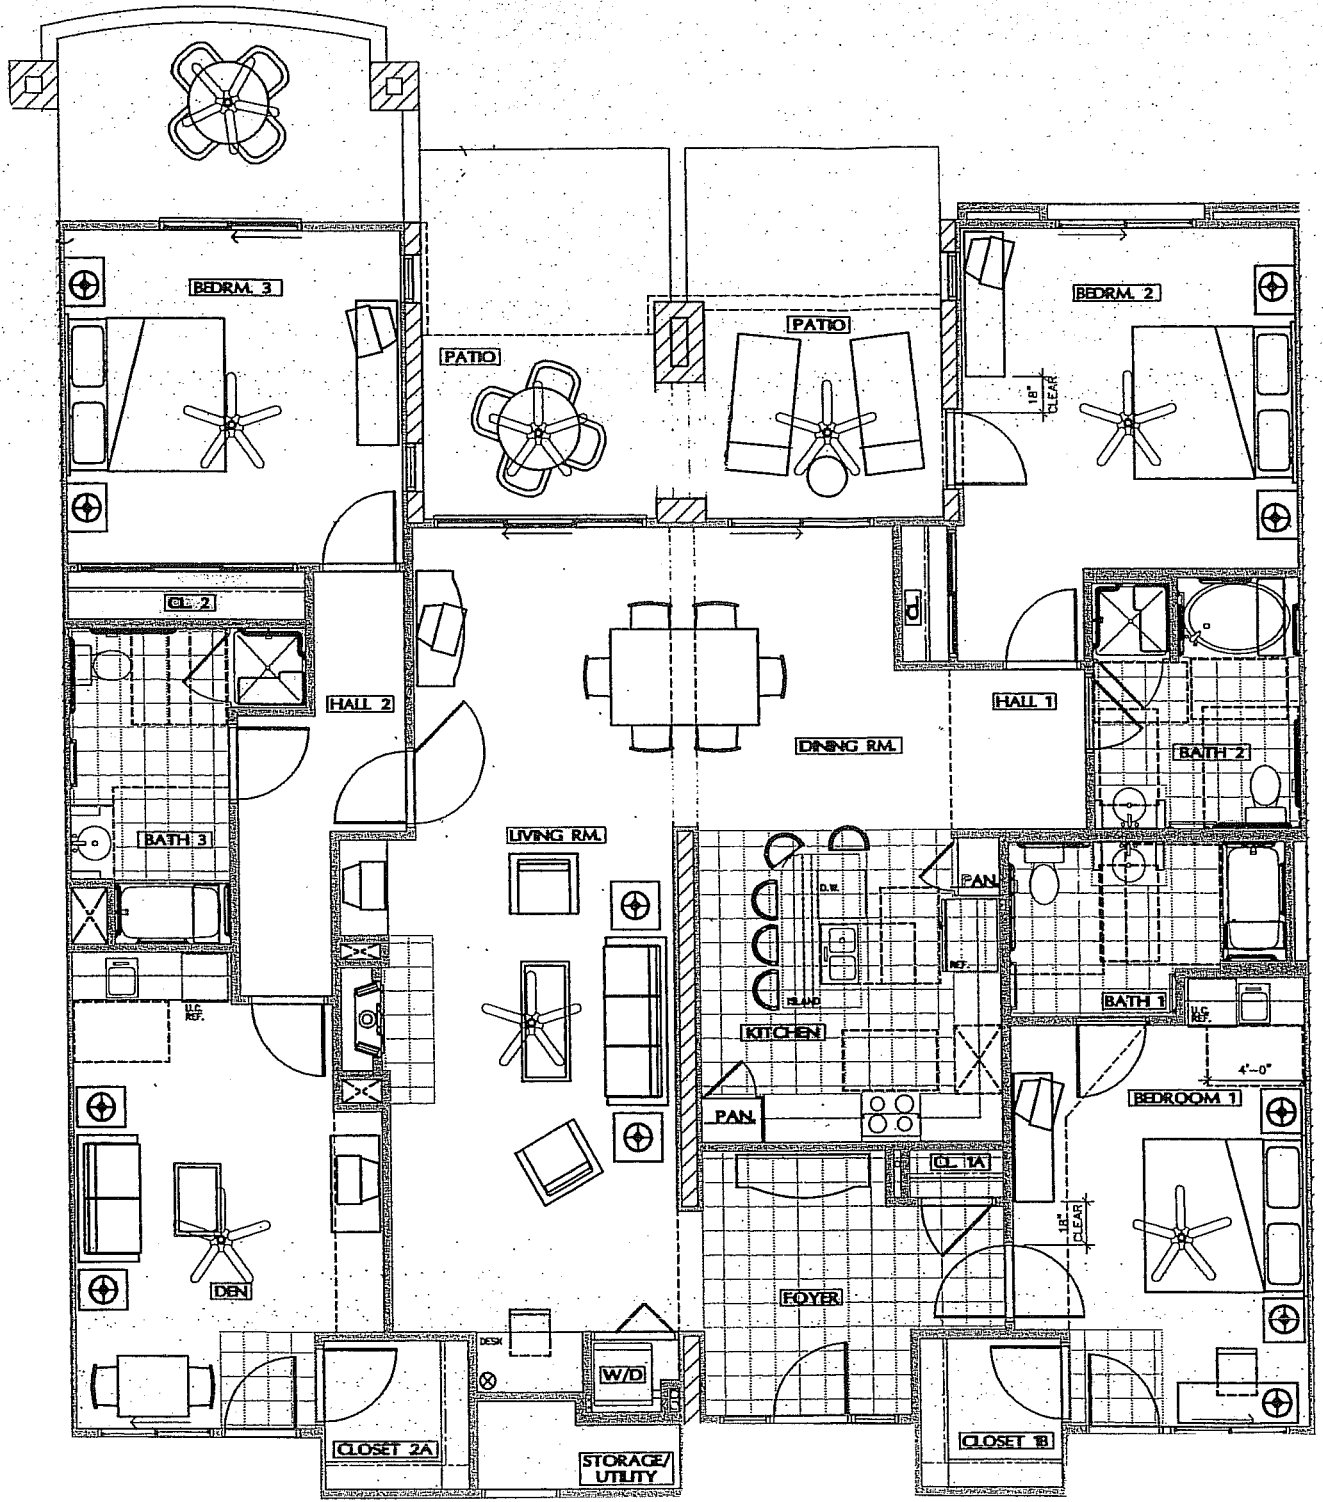 BEDRM. 3
BEDRM. 2
PATIO
PATIO
18"
CLEAR
CL. 2
CL.
HALL 2
HALL 1
DINING RM.
BATH 2
LIVING RM.
BATH 3
D.W.
PAN.
REF.
ISLAND
KITCHEN
BATH 1
U.C.
REF.
U.C.
REF.
4'-0"
BEDROOM 1
PAN.
CL. 1A
18"
CLEAR
DEN
FOYER
DESK
W/D
CLOSET 2A
CLOSET 1B
STORAGE/
UTILITY